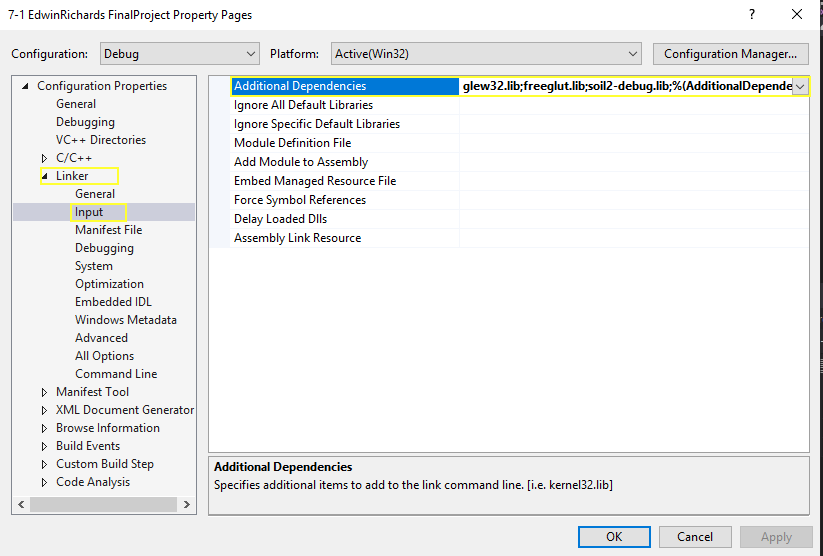 7-1 EdwinRichards FinalProject Property Pages
?
Configuration: Debug Platform: Active(Win32) Configuration Manager...
Configuration Properties
General
Debugging
VC++ Directories
C/C++
Linker
General
Input
Manifest File
Debugging
System
Optimization
Embedded IDL
Windows Metadata
Advanced
All Options
Command Line
Manifest Tool
XML Document Generator
Browse Information
Build Events
Custom Build Step
Code Analysis
Additional Dependencies glew32.lib;freeglut.lib;soil2-debug.lib;%(AdditionalDepende
Ignore All Default Libraries
Ignore Specific Default Libraries
Module Definition File
Add Module to Assembly
Embed Managed Resource File
Force Symbol References
Delay Loaded Dlls
Assembly Link Resource
Additional Dependencies
Specifies additional items to add to the link command line. [i.e. kernel32.lib]
OK Cancel Apply